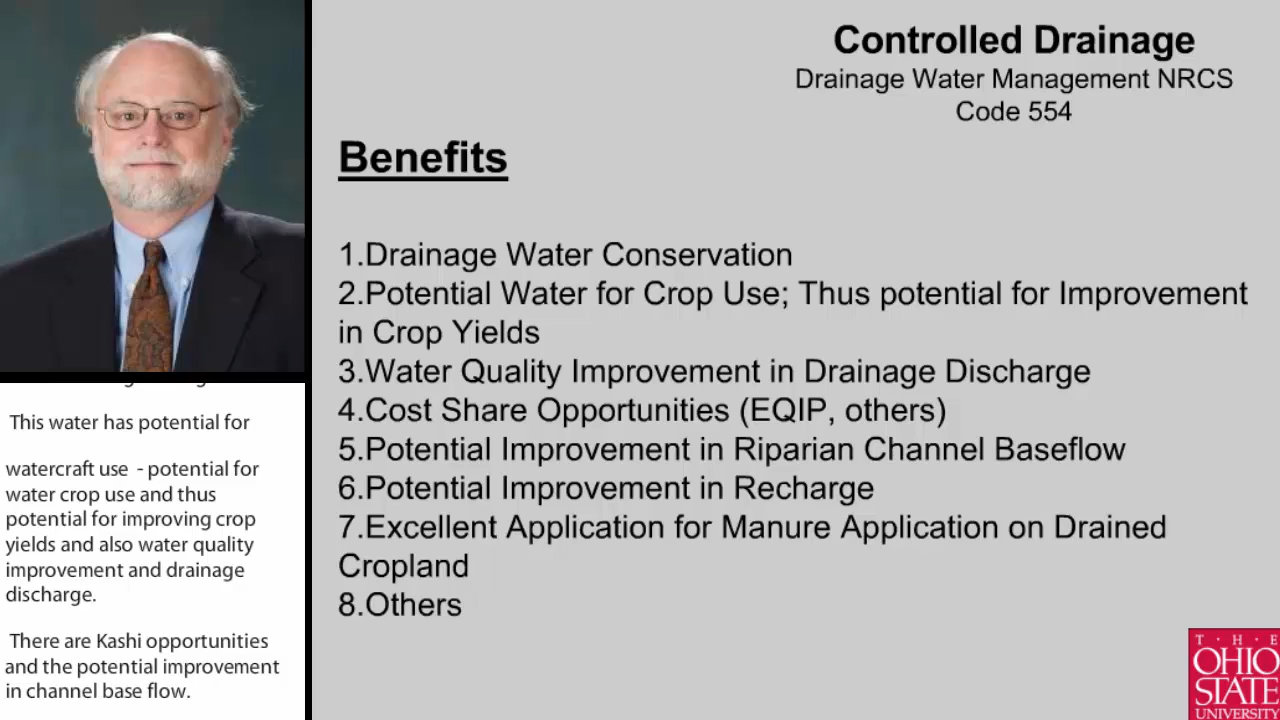 Controlled Drainage
Drainage Water Management NRCS
Code 554
Benefits
1.Drainage Water Conservation
2.Potential Water for Crop Use; Thus potential for Improvement
in Crop Yields
3.Water Quality Improvement in Drainage Discharge
4.Cost Share Opportunities (EQIP, others)
5.Potential Improvement in Riparian Channel Baseflow
6.Potential Improvement in Recharge
7.Excellent Application for Manure Application on Drained
Cropland
8.Others
This water has potential for
watercraft use - potential for
water crop use and thus
potential for improving crop
yields and also water quality
improvement and drainage
discharge.
There are Kashi opportunities
and the potential improvement
in channel base flow.
T · H · E
OHIO
STATE
UNIVERSITY